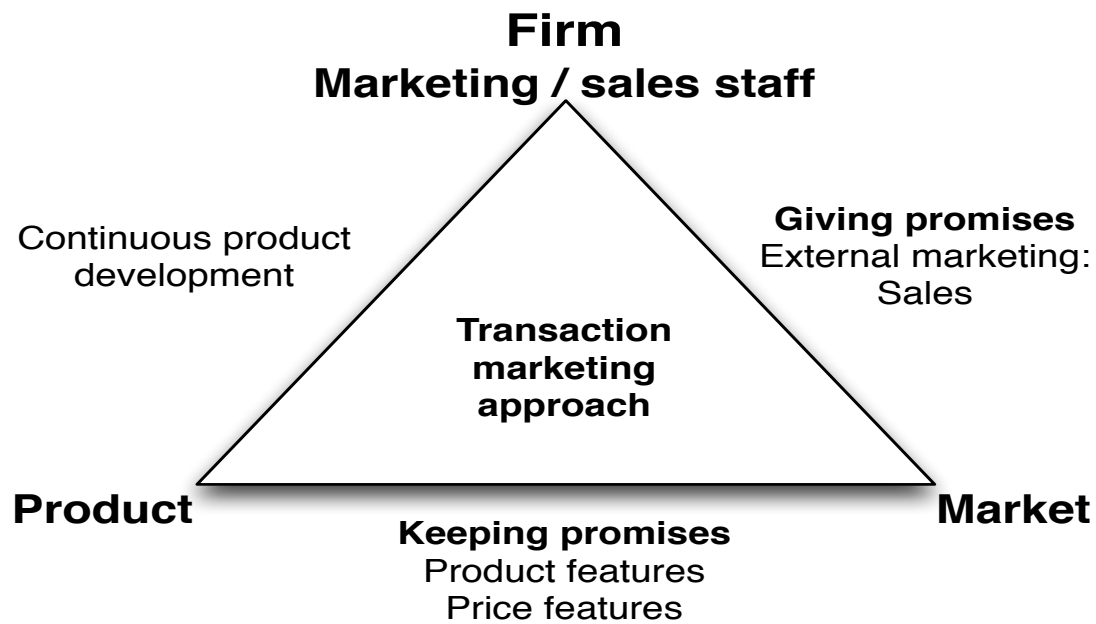 Firm
Marketing / sales staff
Continuous product
development
Giving promises
External marketing:
Sales
Transaction
marketing
approach
Product
Market
Keeping promises
Product features
Price features